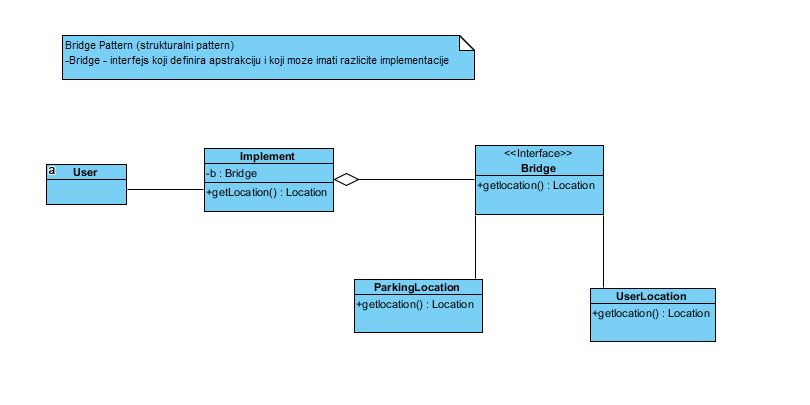 Bridge Pattern (strukturalni pattern)
-Bridge - interfejs koji definira apstrakciju i koji moze imati razlicite implementacije
a
User
Implement
-b : Bridge
+getLocation() : Location
<<Interface>>
Bridge
+getlocation() : Location
ParkingLocation
+getlocation() : Location
UserLocation
+getlocation() : Location